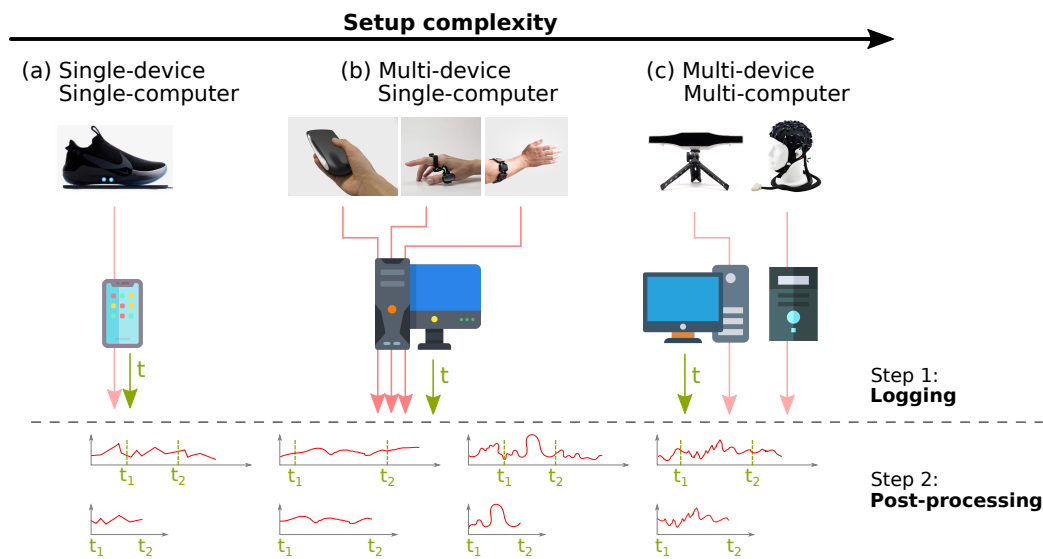 Setup complexity
(a) Single-device
Single-computer
(b) Multi-device
Single-computer
(c) Multi-device
Multi-computer
t
t
t
Step 1:
Logging
t1
t2
t1
t2
t1
t2
t1
t2
Step 2:
Post-processing
t1
t2
t1
t2
t1
t2
t1
t2